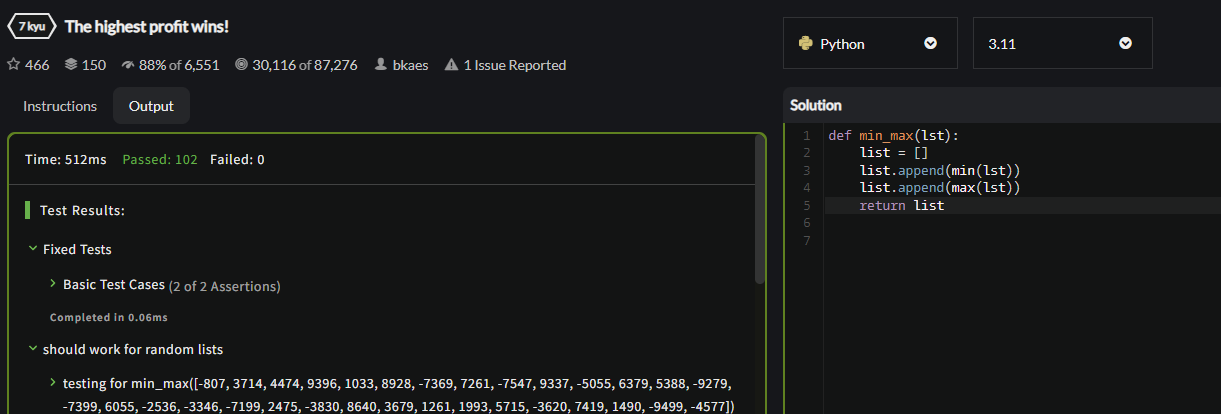 7 kyu The highest profit wins!
466 150 88% of 6,551 30,116 of 87,276 bkaes 1 Issue Reported
Instructions Output
Time: 512ms Passed: 102 Failed: 0
Test Results:
Fixed Tests
Basic Test Cases (2 of 2 Assertions)
Completed in 0.06ms
should work for random lists
testing for min_max([-807, 3714, 4474, 9396, 1033, 8928, -7369, 7261, -7547, 9337, -5055, 6379, 5388, -9279,
-7399, 6055, -2536, -3346, -7199, 2475, -3830, 8640, 3679, 1261, 1993, 5715, -3620, 7419, 1490, -9499, -4577])
Python 3.11
Solution
1 def min_max(lst):
2 list = []
3 list.append(min(lst))
4 list.append(max(lst))
5 return list
6
7